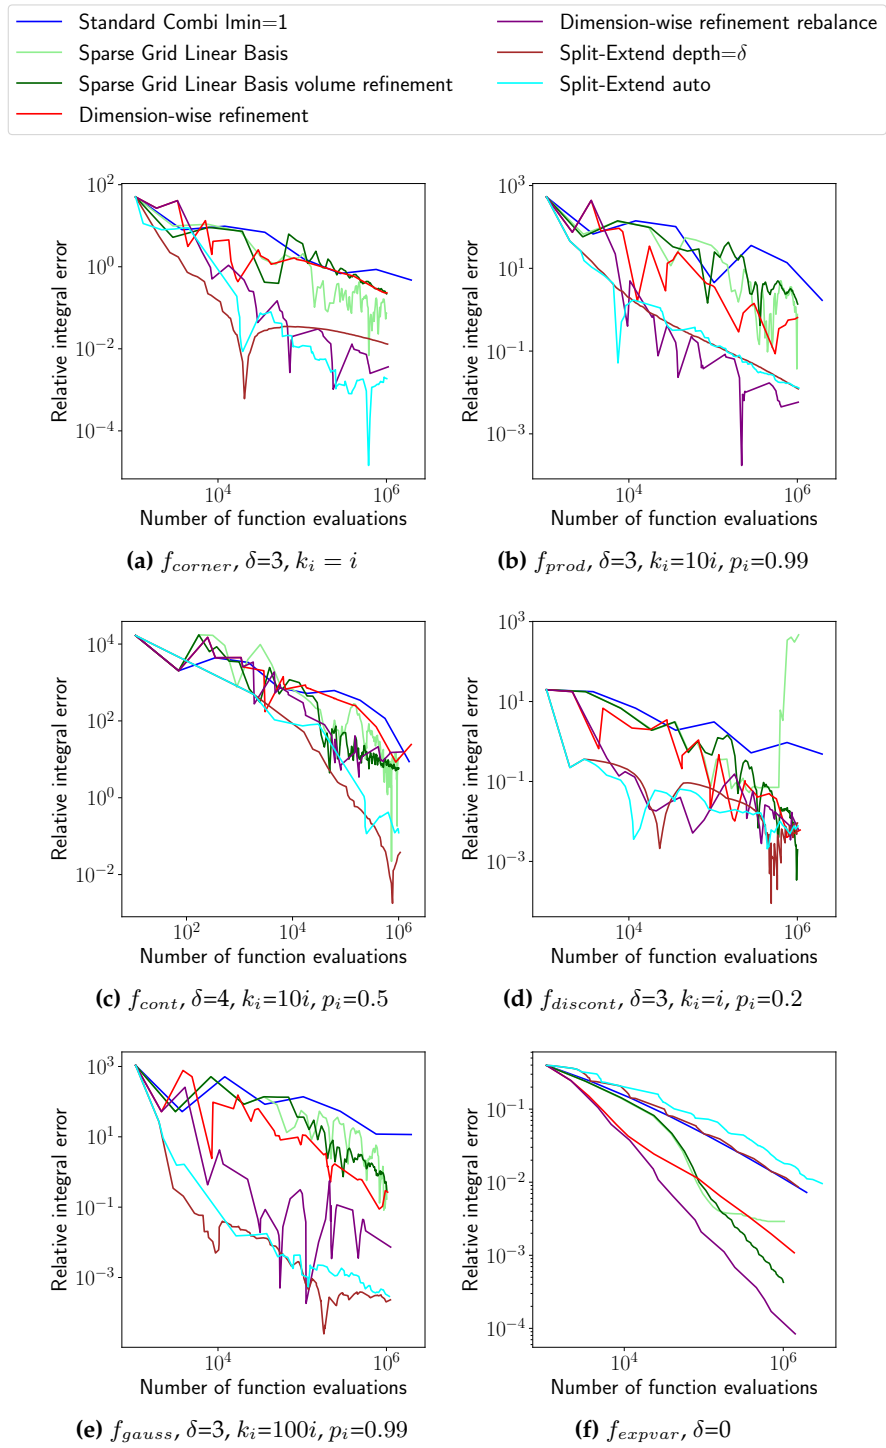 Standard Combi lmin=1
Sparse Grid Linear Basis
Sparse Grid Linear Basis volume refinement
Dimension-wise refinement
Dimension-wise refinement rebalance
Split-Extend depth=δ
Split-Extend auto
10^2
10^0
10^−2
10^−4
Relative integral error
10^4
10^6
Number of function evaluations
(a) f_corner, δ=3, k_i = i
10^3
10^1
10^−1
10^−3
Relative integral error
10^4
10^6
Number of function evaluations
(b) f_prod, δ=3, k_i=10i, p_i=0.99
10^4
10^2
10^0
10^−2
Relative integral error
10^2
10^4
10^6
Number of function evaluations
(c) f_cont, δ=4, k_i=10i, p_i=0.5
10^3
10^1
10^−1
10^−3
Relative integral error
10^4
10^6
Number of function evaluations
(d) f_discont, δ=3, k_i=i, p_i=0.2
10^3
10^1
10^−1
10^−3
Relative integral error
10^4
10^6
Number of function evaluations
(e) f_gauss, δ=3, k_i=100i, p_i=0.99
10^−1
10^−2
10^−3
10^−4
Relative integral error
10^4
10^6
Number of function evaluations
(f) f_expvar, δ=0